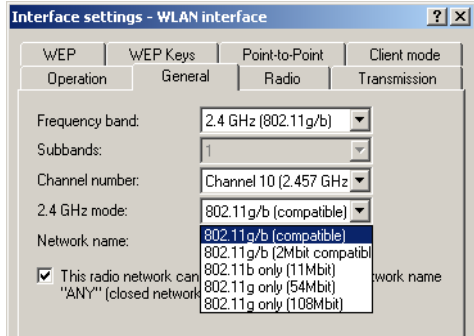 Interface settings - WLAN interface
WEP WEP Keys Point-to-Point Client mode
Operation General Radio Transmission
Frequency band: 2.4 GHz (802.11g/b)
Subbands: 1
Channel number: Channel 10 (2.457 GHz
2.4 GHz mode: 802.11g/b (compatible)
802.11g/b (compatible)
Network name:
802.11g/b (2Mbit compatibl
802.11b only (11Mbit)
This radio network can work name
802.11g only (54Mbit)
"ANY" (closed network
802.11g only (108Mbit)